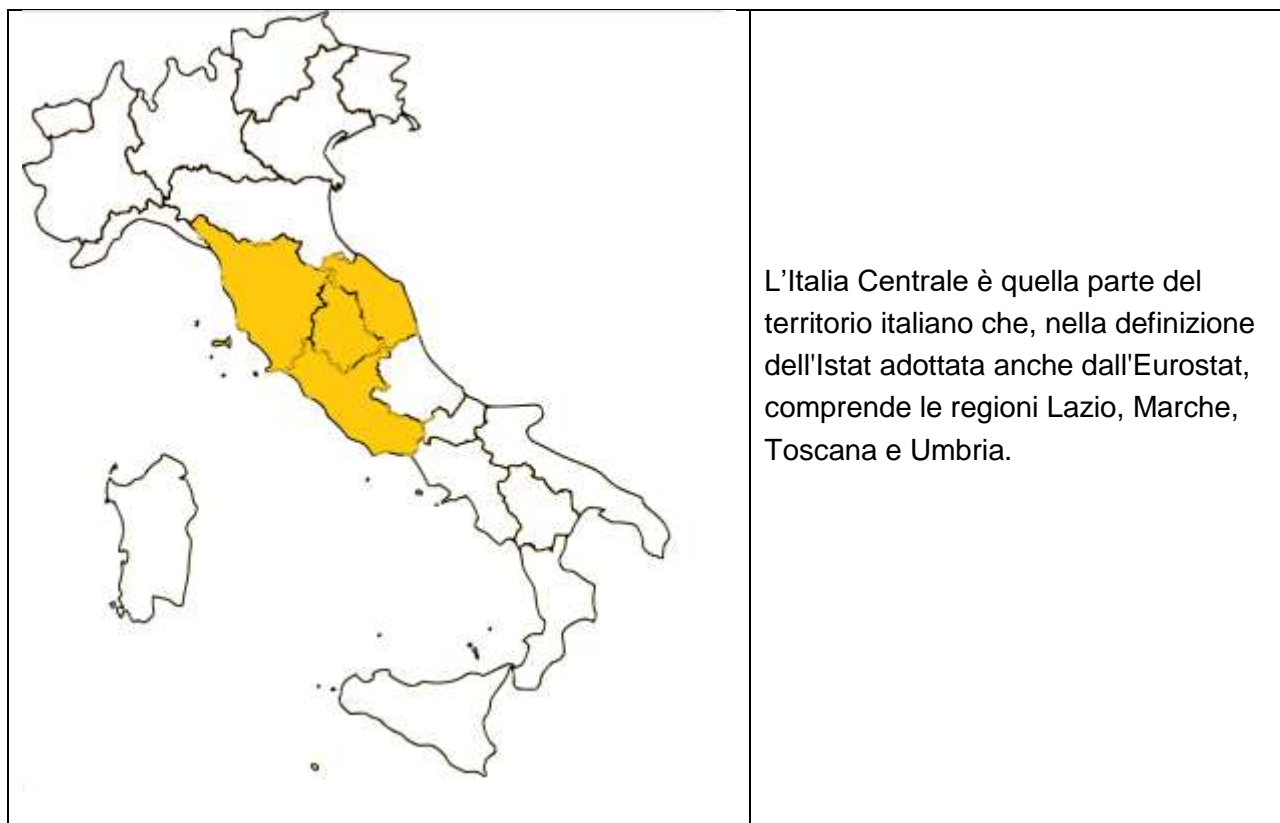 L’Italia Centrale è quella parte del
territorio italiano che, nella definizione
dell'Istat adottata anche dall'Eurostat,
comprende le regioni Lazio, Marche,
Toscana e Umbria.